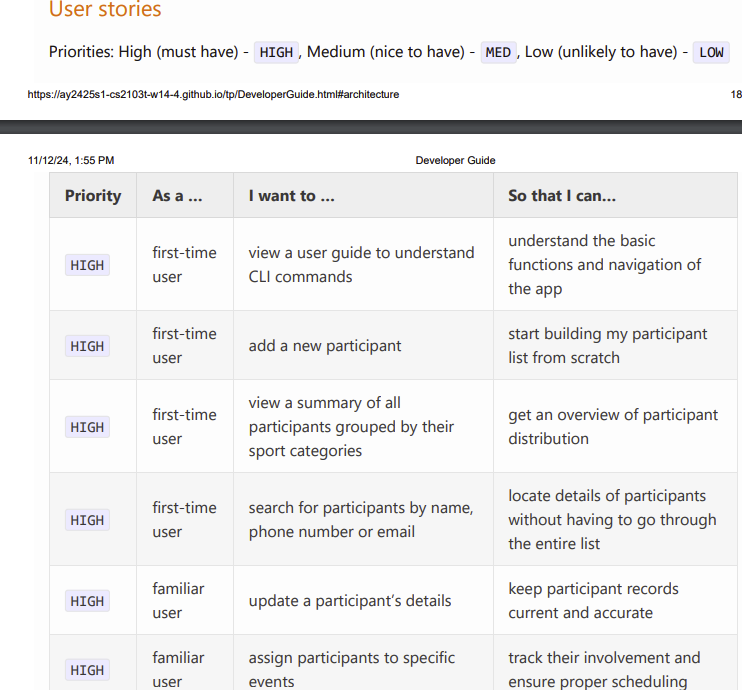 User stories
Priorities: High (must have) - HIGH, Medium (nice to have) - MED, Low (unlikely to have) - LOW
https://ay2425s1-cs2103t-w14-4.github.io/tp/DeveloperGuide.html#architecture 18
11/12/24, 1:55 PM Developer Guide
Priority As a ... I want to ... So that I can...
HIGH
first-time
user
view a user guide to understand
CLI commands
understand the basic
functions and navigation of
the app
HIGH
first-time
user
add a new participant
start building my participant
list from scratch
HIGH
first-time
user
view a summary of all
participants grouped by their
sport categories
get an overview of participant
distribution
HIGH
first-time
user
search for participants by name,
phone number or email
locate details of participants
without having to go through
the entire list
HIGH
familiar
user
update a participant's details
keep participant records
current and accurate
HIGH
familiar
user
assign participants to specific
events
track their involvement and
ensure proper scheduling